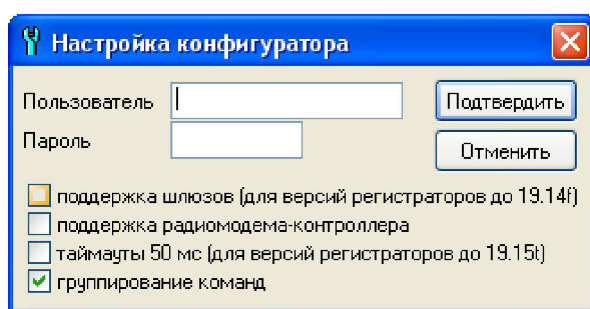 Настройка конфигуратора
Пользователь
Подтвердить
Пароль
Отменить
поддержка шлюзов (для версий регистраторов до 19.14f)
поддержка радиомодема-контроллера
таймауты 50 мс (для версий регистраторов до 19.15t)
группирование команд